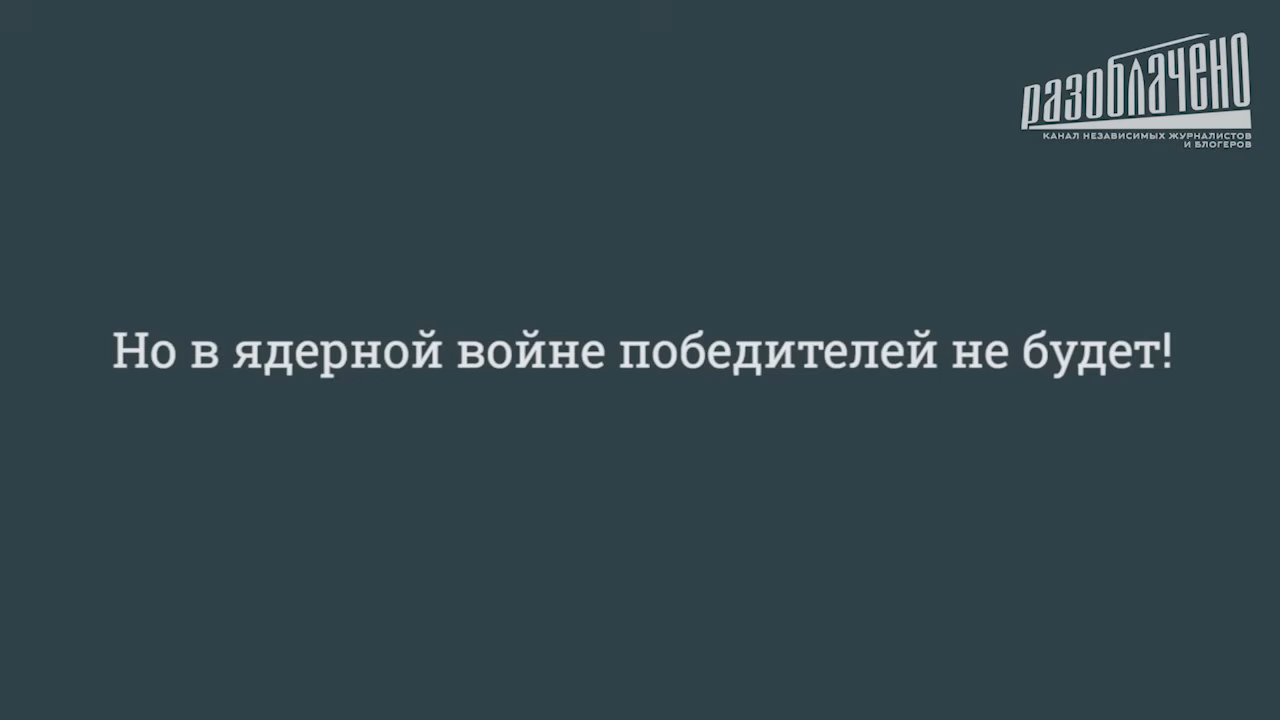 разоблачено
КАНАЛ НЕЗАВИСИМЫХ ЖУРНАЛИСТОВ
И БЛОГЕРОВ
Но в ядерной войне победителей не будет!